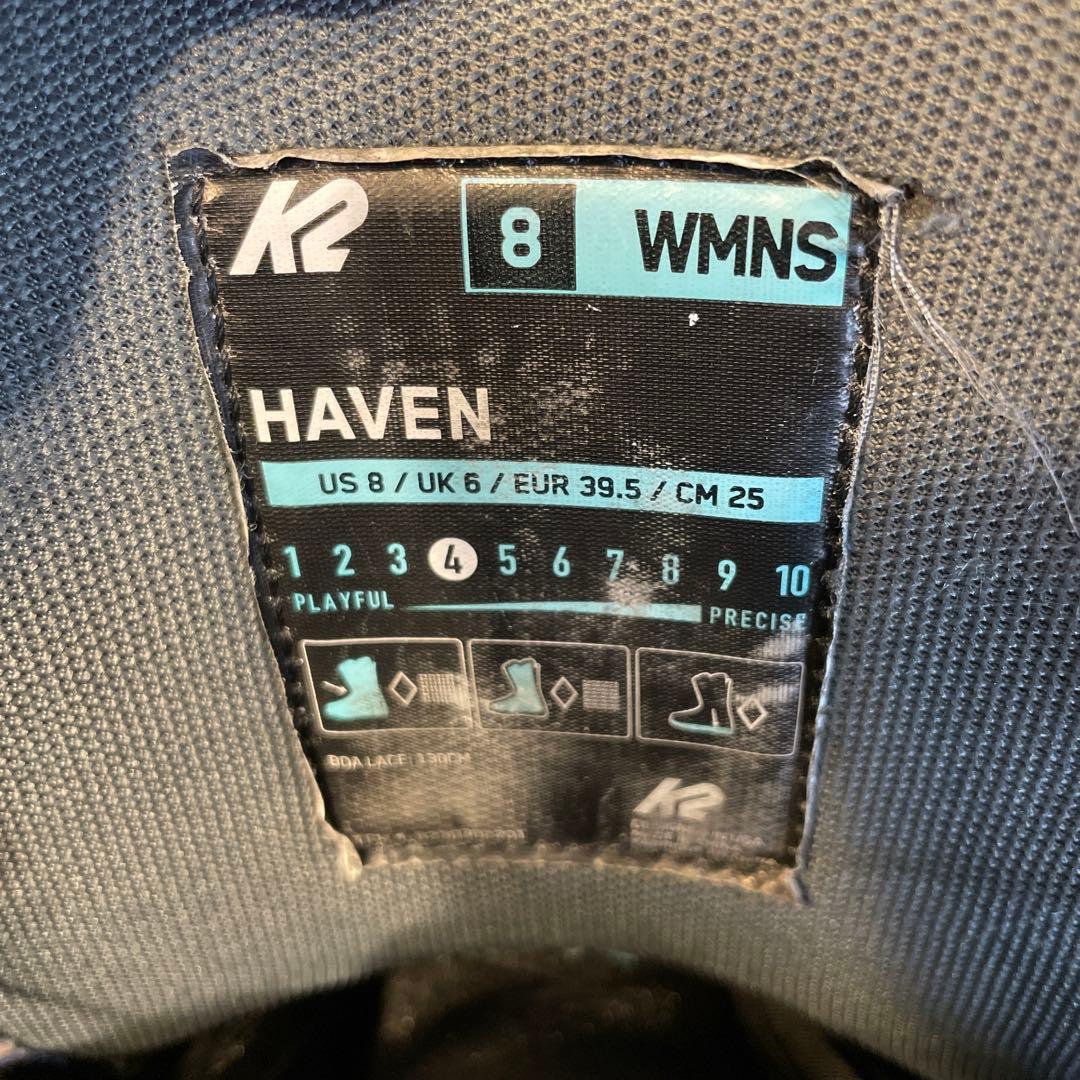 K2 8 WMNS
HAVEN
US 8 / UK 6 / EUR 39.5 / CM 25
1 2 3 4 5 6 7 8 9 10
PLAYFUL PRECISE
BOA LACE: 130CM
K2